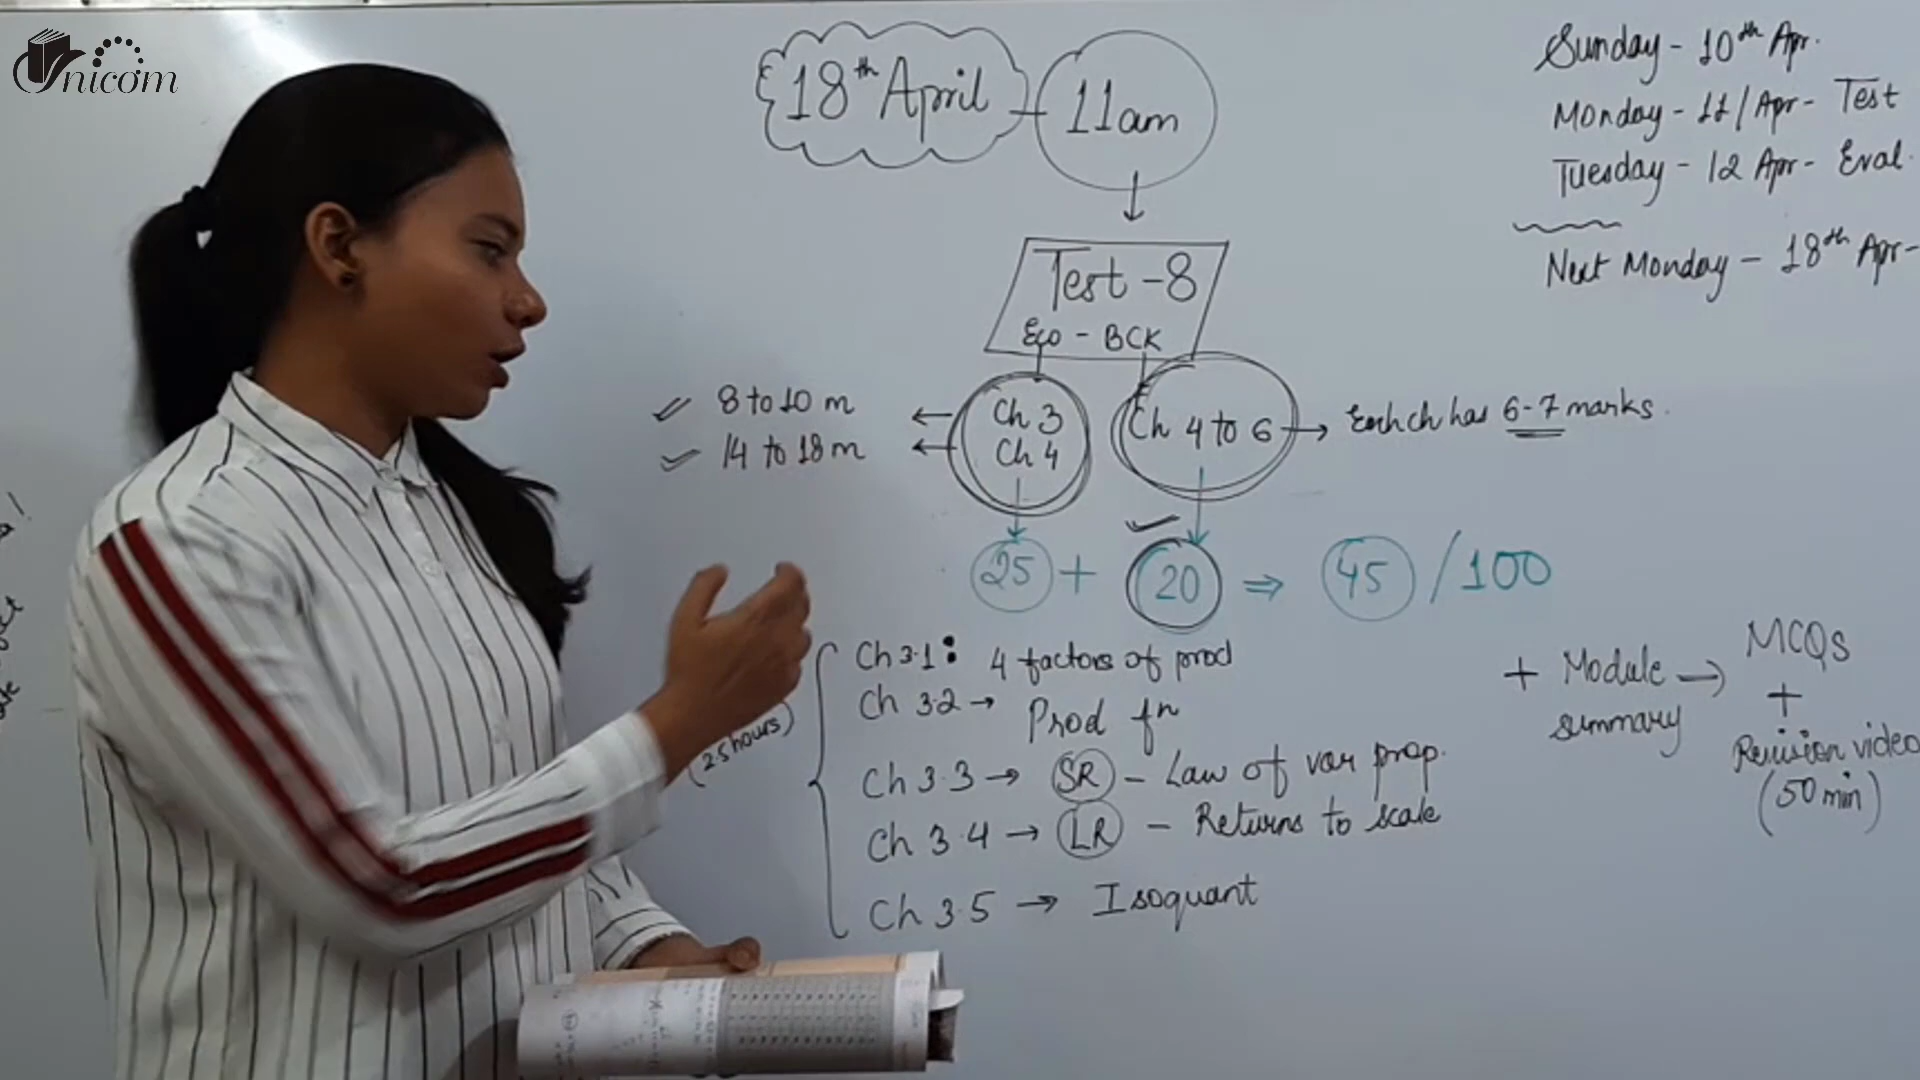 Unicom
18th April - 11am
Sunday - 10th Apr.
Monday - 11/Apr - Test
Tuesday - 12 Apr - Eval.
Next Monday - 18th Apr -
Test - 8
Eco - BCK
8 to 10 m ← Ch 3
14 to 18 m ← Ch 4
Ch 4 to 6 → Each ch has 6-7 marks.
25 + 20 ⇒ 45 / 100
(2.5 hours)
Ch 3.1: 4 factors of prod
Ch 3.2 → Prod fn
Ch 3.3 → SR - Law of var prop.
Ch 3.4 → LR - Returns to scale
Ch 3.5 → Isoquant
+ Module summary →
MCQs
+
Revision video
(50 min)